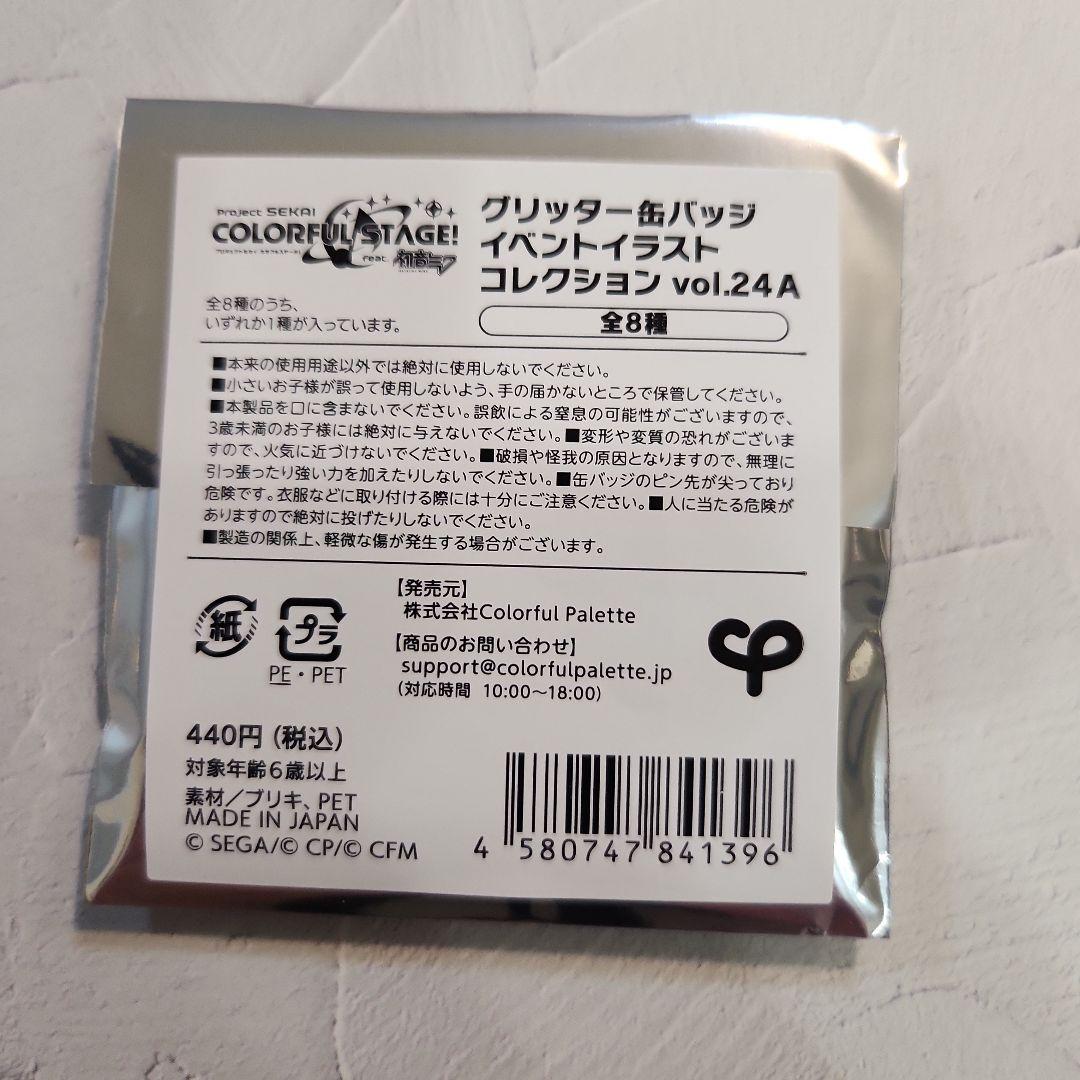 Project SEKAI
COLORFUL STAGE!
プロジェクトセカイ カラフルステージ!
feat. 初音ミク
グリッター缶バッジ
イベントイラスト
コレクション vol.24A
全8種
全8種のうち、
いずれか1種が入っています。
■本来の使用用途以外では絶対に使用しないでください。
■小さいお子様が誤って使用しないよう、手の届かないところで保管してください。
■本製品を口に含まないでください。誤飲による窒息の可能性がございますので、
3歳未満のお子様には絶対に与えないでください。■変形や変質の恐れがございま
すので、火気に近づけないでください。■破損や怪我の原因となりますので、無理に
引っ張ったり強い力を加えたりしないでください。■缶バッジのピン先が尖っており
危険です。衣服などに取り付ける際には十分にご注意ください。■人に当たる危険が
ありますので絶対に投げたりしないでください。
■製造の関係上、軽微な傷が発生する場合がございます。
紙
プラ
PE・PET
【発売元】
株式会社Colorful Palette
【商品のお問い合わせ】
support@colorfulpalette.jp
(対応時間 10:00~18:00)
440円(税込)
対象年齢6歳以上
素材/ブリキ、PET
MADE IN JAPAN
© SEGA/© CP/© CFM
4 580747 841396